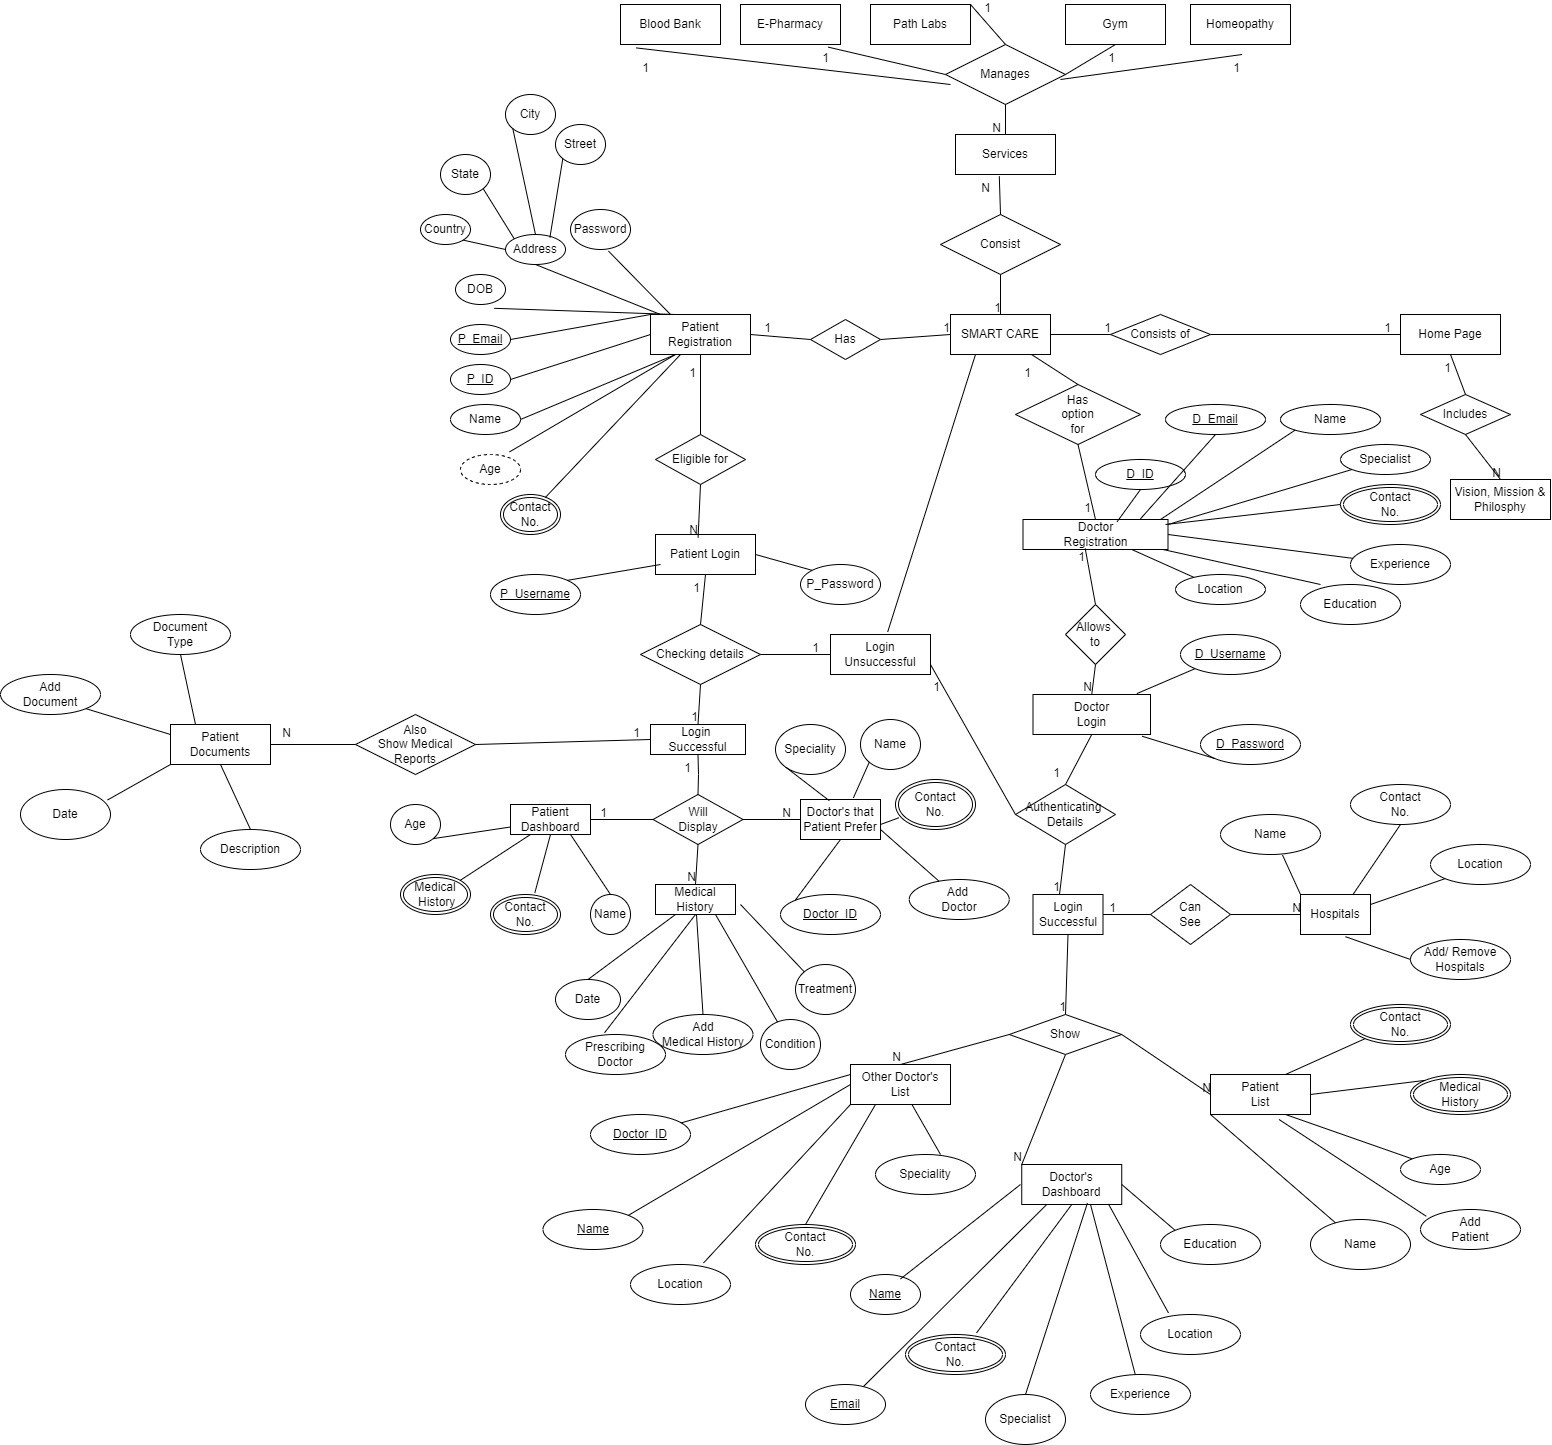 Blood Bank
E-Pharmacy
Path Labs
Gym
Homeopathy
1
1
1
1
1
Manages
N
Services
N
Consist
1
City
Street
State
Country
Address
Password
DOB
P_Email
P_ID
Name
Age
Contact
No.
Patient
Registration
1
Has
1
SMART CARE
1
Consists of
1
Home Page
1
Includes
N
Vision, Mission &
Philosphy
1
Has
option
for
1
D_Email
Name
D_ID
Specialist
Contact
No.
Experience
Education
Location
Doctor
Registration
1
Allows
to
N
Doctor
Login
D_Username
D_Password
1
Eligible for
N
Patient Login
P_Username
P_Password
1
Checking details
1
Login
Unsuccessful
1
1
Login
Successful
1
Also
Show Medical
Reports
N
Patient
Documents
Document
Type
Add
Document
Date
Description
1
Will
Display
1
Patient
Dashboard
Age
Medical
History
Contact
No.
Name
N
Doctor's that
Patient Prefer
Speciality
Name
Contact
No.
Add
Doctor
Doctor_ID
N
Medical
History
Date
Prescribing
Doctor
Add
Medical History
Condition
Treatment
1
Authenticating
Details
1
Login
Successful
1
Can
See
N
Hospitals
Name
Contact
No.
Location
Add/ Remove
Hospitals
1
Show
N
Other Doctor's
List
Doctor_ID
Name
Location
Contact
No.
Speciality
N
Doctor's
Dashboard
Name
Email
Contact
No.
Specialist
Experience
Location
Education
N
Patient
List
Contact
No.
Medical
History
Age
Add
Patient
Name